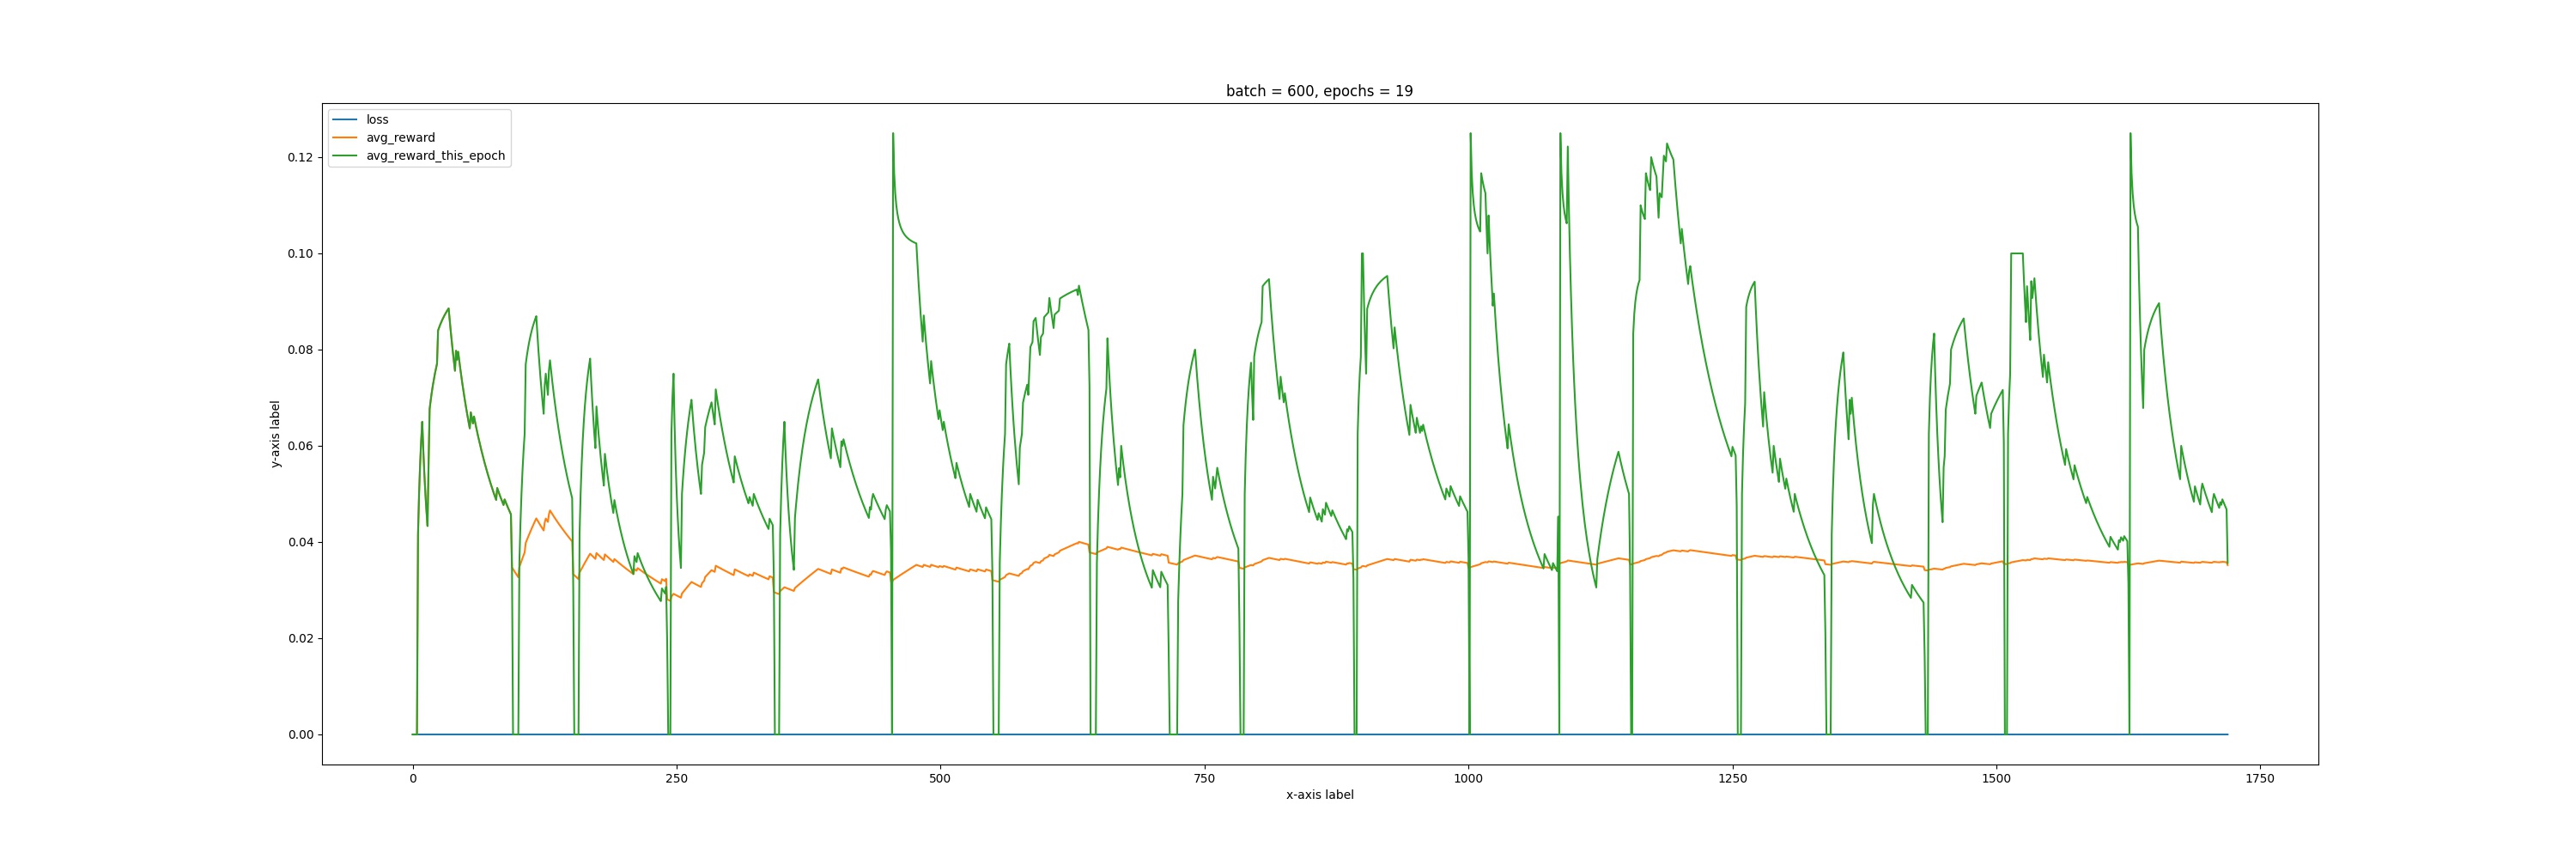 batch = 600, epochs = 19
loss
avg_reward
avg_reward_this_epoch
0.12
0.10
0.08
0.06
0.04
0.02
0.00
y-axis label
0
250
500
750
1000
1250
1500
1750
x-axis label